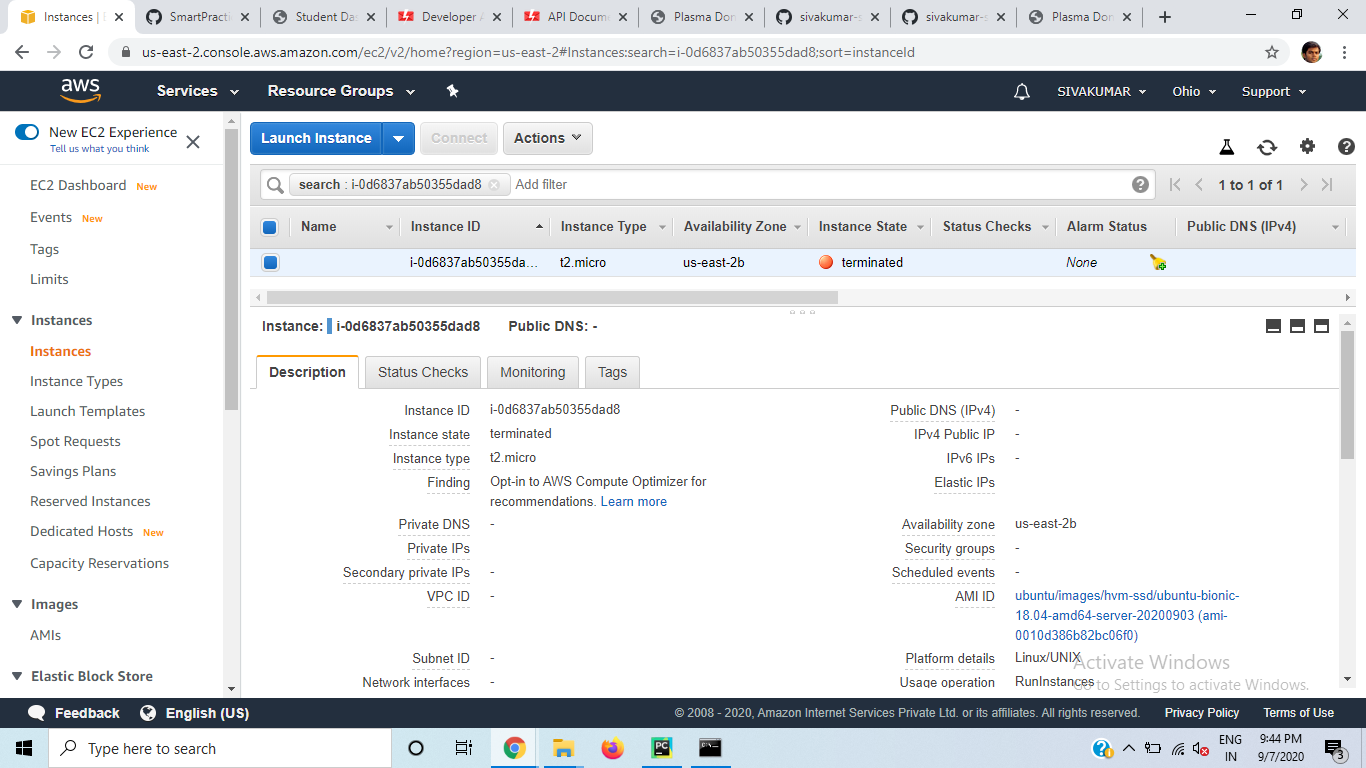 Instances | E
SmartPracti
Student Das
Developer A
API Docume
Plasma Don
sivakumar-s
sivakumar-s
Plasma Don
us-east-2.console.aws.amazon.com/ec2/v2/home?region=us-east-2#Instances:search=i-0d6837ab50355dad8;sort=instanceId
aws Services Resource Groups SIVAKUMAR Ohio Support
New EC2 Experience
Tell us what you think
EC2 Dashboard New
Events New
Tags
Limits
Instances
Instances
Instance Types
Launch Templates
Spot Requests
Savings Plans
Reserved Instances
Dedicated Hosts New
Capacity Reservations
Images
AMIs
Elastic Block Store
Launch Instance Connect Actions
search : i-0d6837ab50355dad8 Add filter 1 to 1 of 1
Name Instance ID Instance Type Availability Zone Instance State Status Checks Alarm Status Public DNS (IPv4)
i-0d6837ab50355da... t2.micro us-east-2b terminated None
Instance: i-0d6837ab50355dad8 Public DNS: -
Description Status Checks Monitoring Tags
Instance ID i-0d6837ab50355dad8
Instance state terminated
Instance type t2.micro
Finding Opt-in to AWS Compute Optimizer for
recommendations. Learn more
Private DNS -
Private IPs
Secondary private IPs -
VPC ID -
Subnet ID -
Network interfaces -
Public DNS (IPv4) -
IPv4 Public IP -
IPv6 IPs -
Elastic IPs
Availability zone us-east-2b
Security groups -
Scheduled events -
AMI ID ubuntu/images/hvm-ssd/ubuntu-bionic-
18.04-amd64-server-20200903 (ami-
0010d386b82bc06f0)
Platform details Linux/UNIX
Usage operation RunInstances
Activate Windows
Go to Settings to activate Windows.
Feedback English (US) © 2008 - 2020, Amazon Internet Services Private Ltd. or its affiliates. All rights reserved. Privacy Policy Terms of Use
Type here to search
PC
ENG
IN
9:44 PM
9/7/2020
3